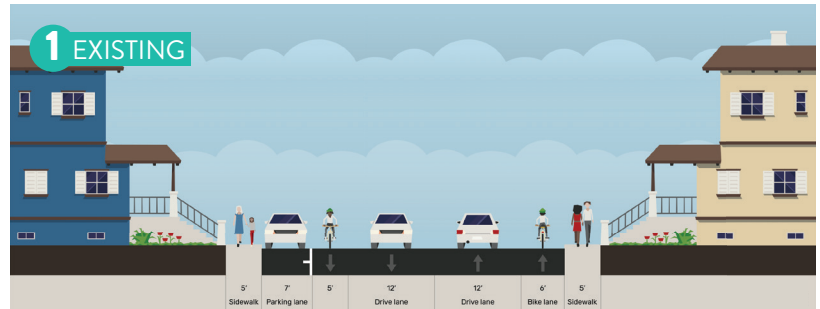 1 EXISTING
5' 7' 5' 12' 12' 6' 5'
Sidewalk Parking lane Drive lane Drive lane Bike lane Sidewalk